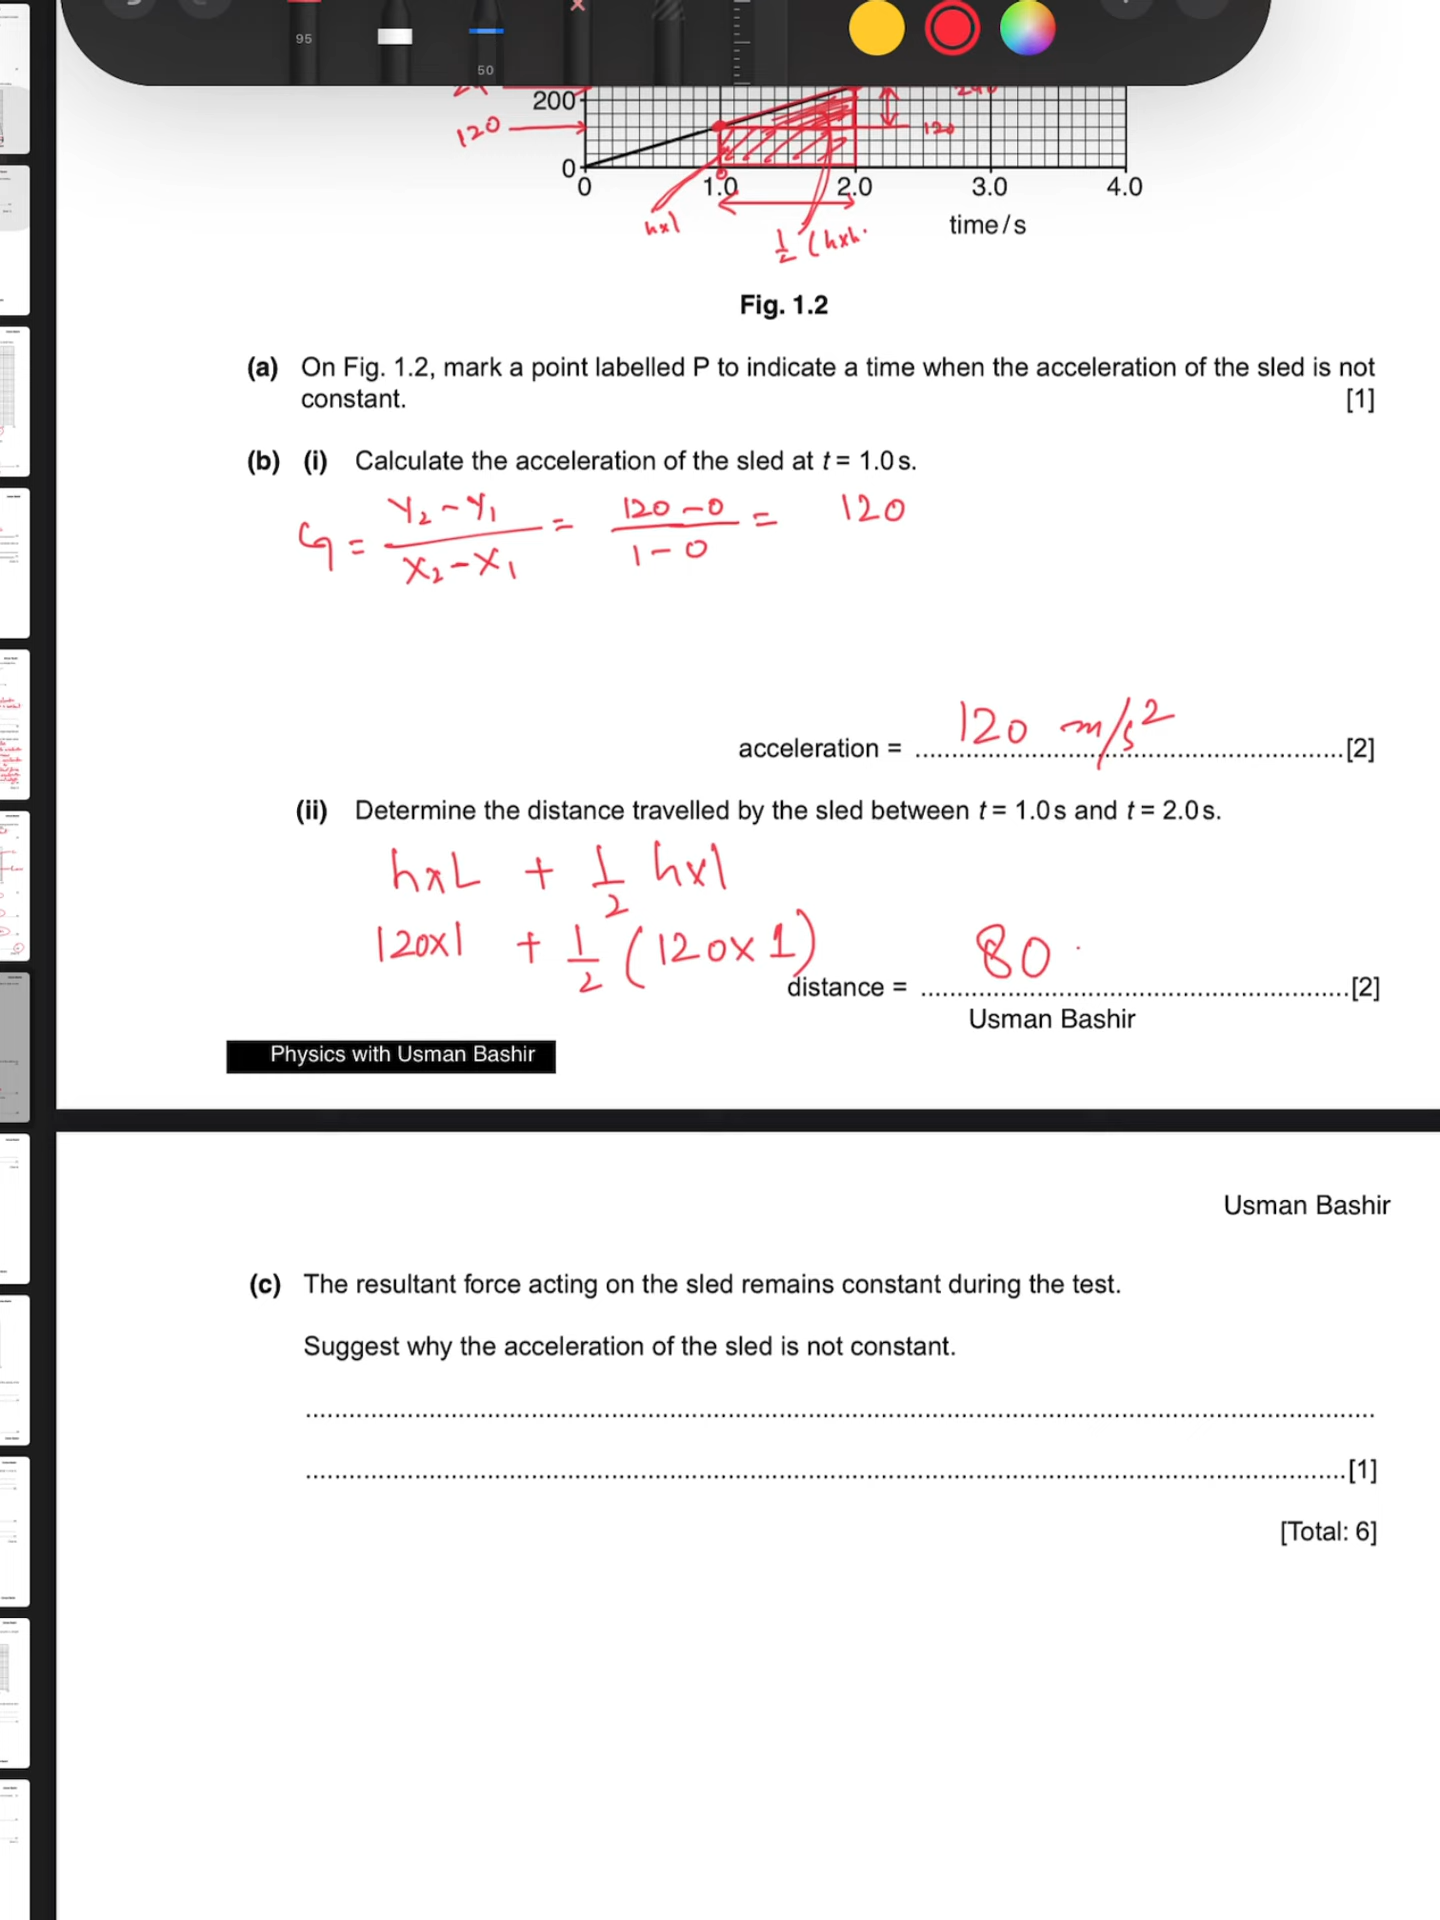 95
50
200
120
120
0
0 1.0 2.0 3.0 4.0
time/s
hxl
1/2 (hxh.
Fig. 1.2
(a) On Fig. 1.2, mark a point labelled P to indicate a time when the acceleration of the sled is not
constant. [1]
(b) (i) Calculate the acceleration of the sled at t = 1.0 s.
G = Y₂-Y₁ / X₂-X₁ = 120-0 / 1-0 = 120
acceleration = 120 m/s² [2]
(ii) Determine the distance travelled by the sled between t = 1.0 s and t = 2.0 s.
hxL + 1/2 hxl
120x1 + 1/2 (120x1)
distance = 80 [2]
Usman Bashir
Physics with Usman Bashir
Usman Bashir
(c) The resultant force acting on the sled remains constant during the test.
Suggest why the acceleration of the sled is not constant.
[1]
[Total: 6]